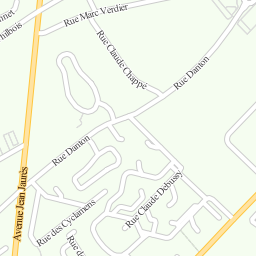 Rue Marc Verdier
Rue Claude Chappe
Rue Danton
Rue Danton
Avenue Jean Jaurès
Rue Claude Debussy
Rue des Cyclamens